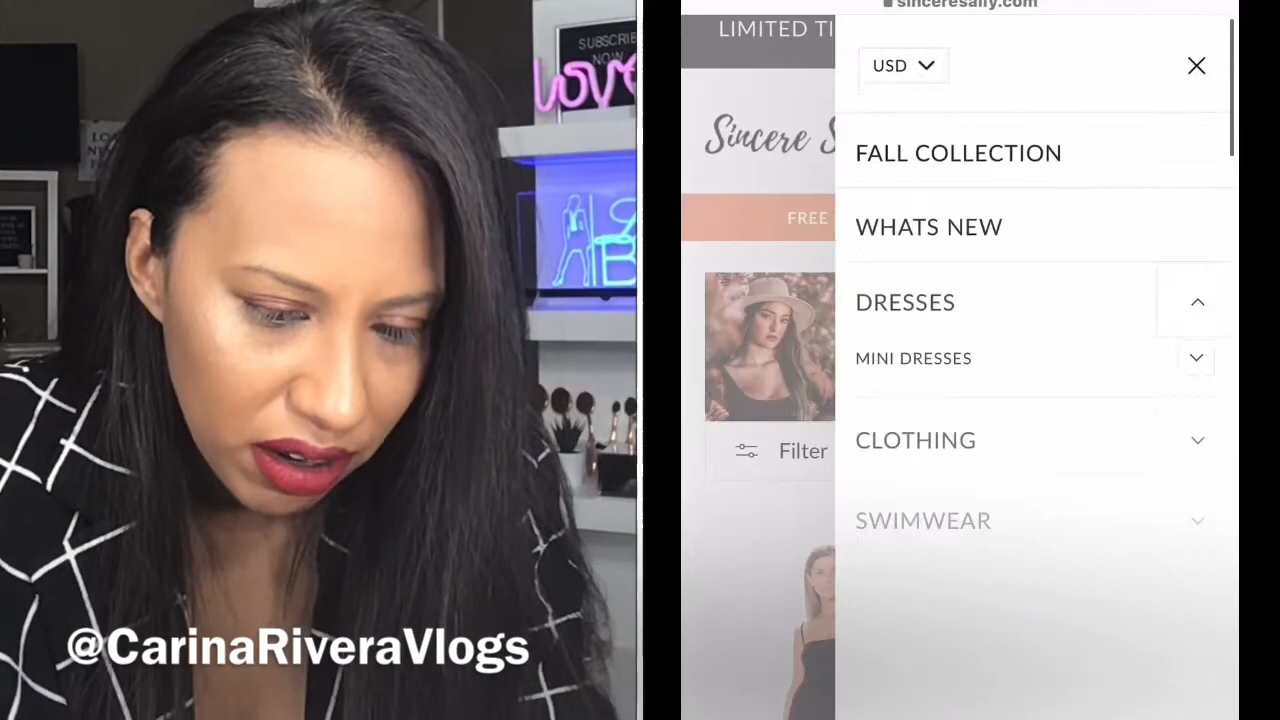 SUBSCRIBE
NOW
love
@CarinaRiveraVlogs
sinceresally.com
LIMITED TI
USD
Sincere S
FALL COLLECTION
FREE
WHATS NEW
DRESSES
MINI DRESSES
Filter
CLOTHING
SWIMWEAR